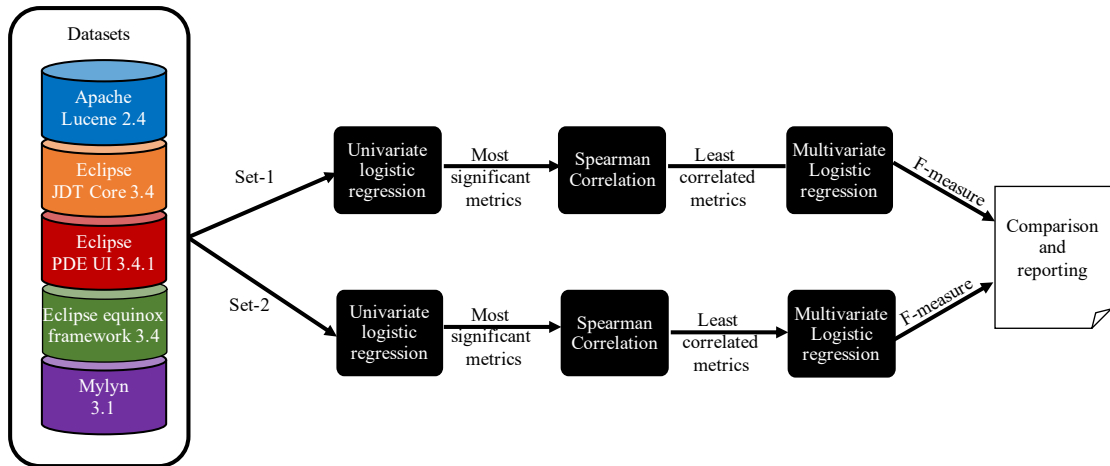 Datasets
Apache
Lucene 2.4
Eclipse
JDT Core 3.4
Eclipse
PDE UI 3.4.1
Eclipse equinox
framework 3.4
Mylyn
3.1
Set-1
Univariate
logistic
regression
Most
significant
metrics
Spearman
Correlation
Least
correlated
metrics
Multivariate
Logistic
regression
F-measure
Set-2
Univariate
logistic
regression
Most
significant
metrics
Spearman
Correlation
Least
correlated
metrics
Multivariate
Logistic
regression
F-measure
Comparison
and
reporting